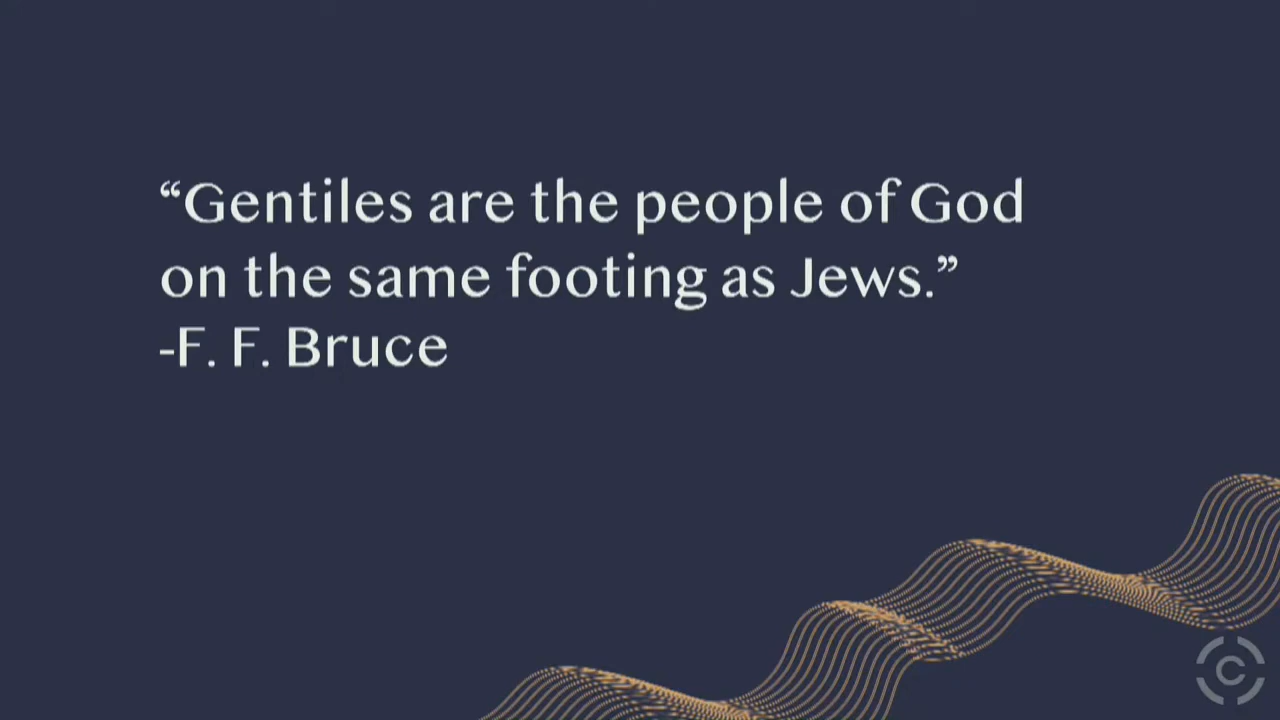 “Gentiles are the people of God
on the same footing as Jews.”
-F. F. Bruce
C